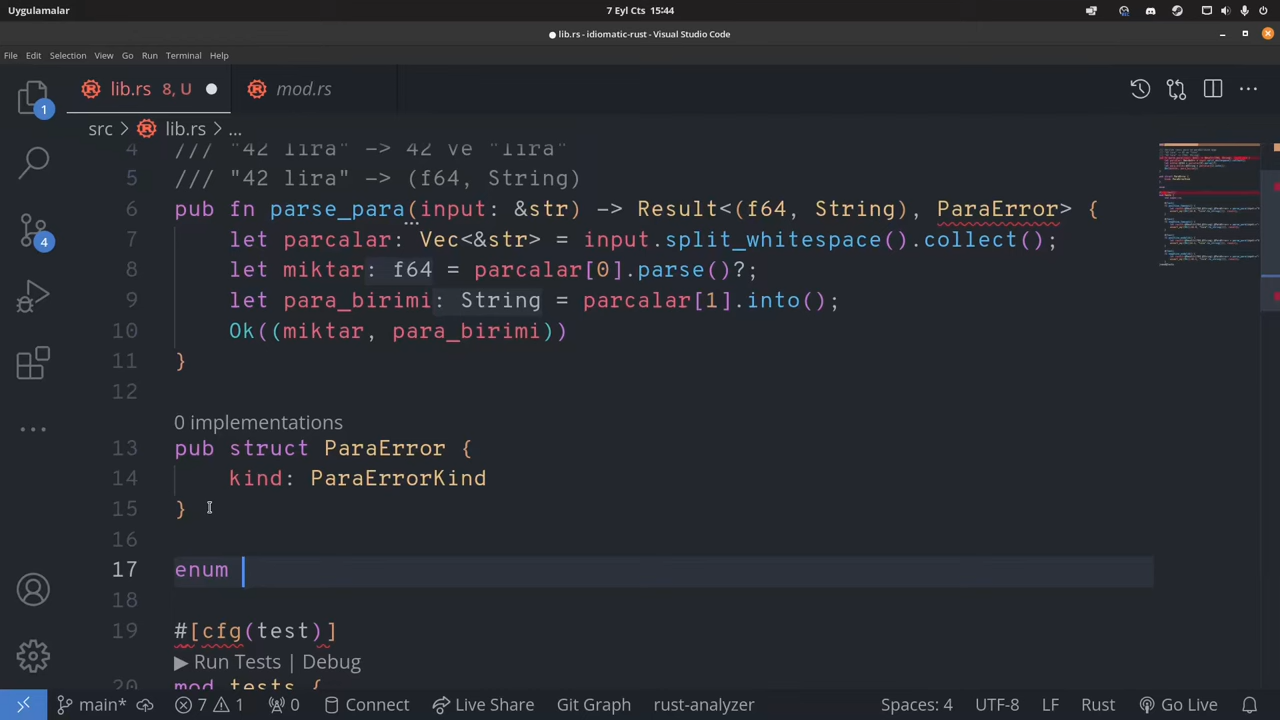 Uygulamalar
7 Eyl Cts 15:44
● lib.rs - idiomatic-rust - Visual Studio Code
File Edit Selection View Go Run Terminal Help
lib.rs 8, U ●
mod.rs
src > lib.rs > ...
4 /// "42 lira" -> 42 ve "lira"
5 /// "42 lira" -> (f64, String)
6 pub fn parse_para(input: &str) -> Result<(f64, String), ParaError> {
7 let parcalar: Vec<&str> = input.split_whitespace().collect();
8 let miktar: f64 = parcalar[0].parse()?;
9 let para_birimi: String = parcalar[1].into();
10 Ok((miktar, para_birimi))
11 }
12
0 implementations
13 pub struct ParaError {
14 kind: ParaErrorKind
15 }
16
17 enum
18
19 #[cfg(test)]
▶ Run Tests | Debug
20 mod tests {
1
4
main* 7 1 0 Connect Live Share Git Graph rust-analyzer Spaces: 4 UTF-8 LF Rust Go Live